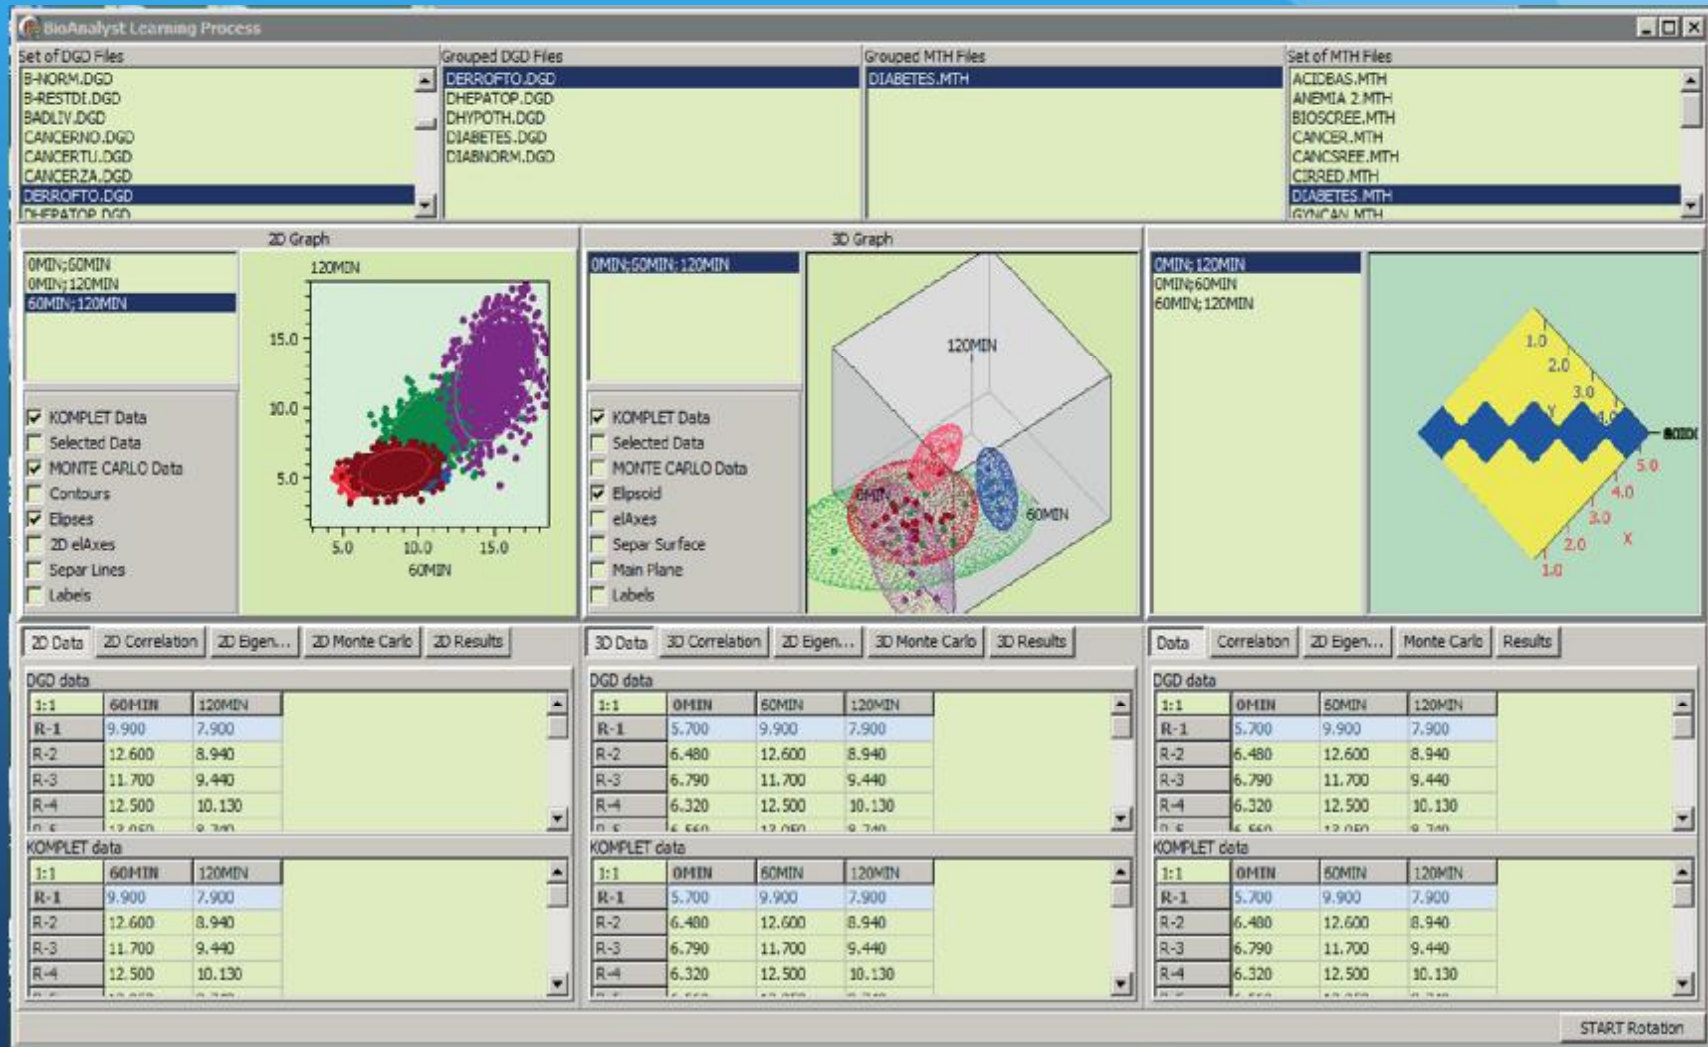 BioAnalyst Learning Process
Set of DGD Files
B-NORM.DGD
B-RESTDI.DGD
BADLIV.DGD
CANCERNO.DGD
CANCERTU.DGD
CANCERZA.DGD
DERROFTO.DGD
DHEPATOP.DGD
Grouped DGD Files
DERROFTO.DGD
DHEPATOP.DGD
DHYPOTH.DGD
DIABETES.DGD
DIABNORM.DGD
Grouped MTH Files
DIABETES.MTH
Set of MTH Files
ACIDBAS.MTH
ANEMIA 2.MTH
BIOSCREE.MTH
CANCER.MTH
CANCSREE.MTH
CIRRED.MTH
DIABETES.MTH
GYNCAN.MTH
2D Graph
0MIN;60MIN
0MIN;120MIN
60MIN;120MIN
KOMPLET Data
Selected Data
MONTE CARLO Data
Contours
Elipses
2D elAxes
Separ Lines
Labels
120MIN
15.0
10.0
5.0
5.0 10.0 15.0
60MIN
3D Graph
0MIN;60MIN;120MIN
KOMPLET Data
Selected Data
MONTE CARLO Data
Elipsoid
elAxes
Separ Surface
Main Plane
Labels
120MIN
0MIN
60MIN
0MIN;120MIN
0MIN;60MIN
60MIN;120MIN
1.0
2.0
3.0
4.0
Y
5.0
4.0
3.0
X
2.0
1.0
2D Data 2D Correlation 2D Eigen... 2D Monte Carlo 2D Results
DGD data
1:1 60MIN 120MIN
R-1 9.900 7.900
R-2 12.600 8.940
R-3 11.700 9.440
R-4 12.500 10.130
KOMPLET data
1:1 60MIN 120MIN
R-1 9.900 7.900
R-2 12.600 8.940
R-3 11.700 9.440
R-4 12.500 10.130
3D Data 3D Correlation 2D Eigen... 3D Monte Carlo 3D Results
DGD data
1:1 0MIN 60MIN 120MIN
R-1 5.700 9.900 7.900
R-2 6.480 12.600 8.940
R-3 6.790 11.700 9.440
R-4 6.320 12.500 10.130
KOMPLET data
1:1 0MIN 60MIN 120MIN
R-1 5.700 9.900 7.900
R-2 6.480 12.600 8.940
R-3 6.790 11.700 9.440
R-4 6.320 12.500 10.130
Data Correlation 2D Eigen... Monte Carlo Results
DGD data
1:1 0MIN 60MIN 120MIN
R-1 5.700 9.900 7.900
R-2 6.480 12.600 8.940
R-3 6.790 11.700 9.440
R-4 6.320 12.500 10.130
KOMPLET data
1:1 0MIN 60MIN 120MIN
R-1 5.700 9.900 7.900
R-2 6.480 12.600 8.940
R-3 6.790 11.700 9.440
R-4 6.320 12.500 10.130
START Rotation